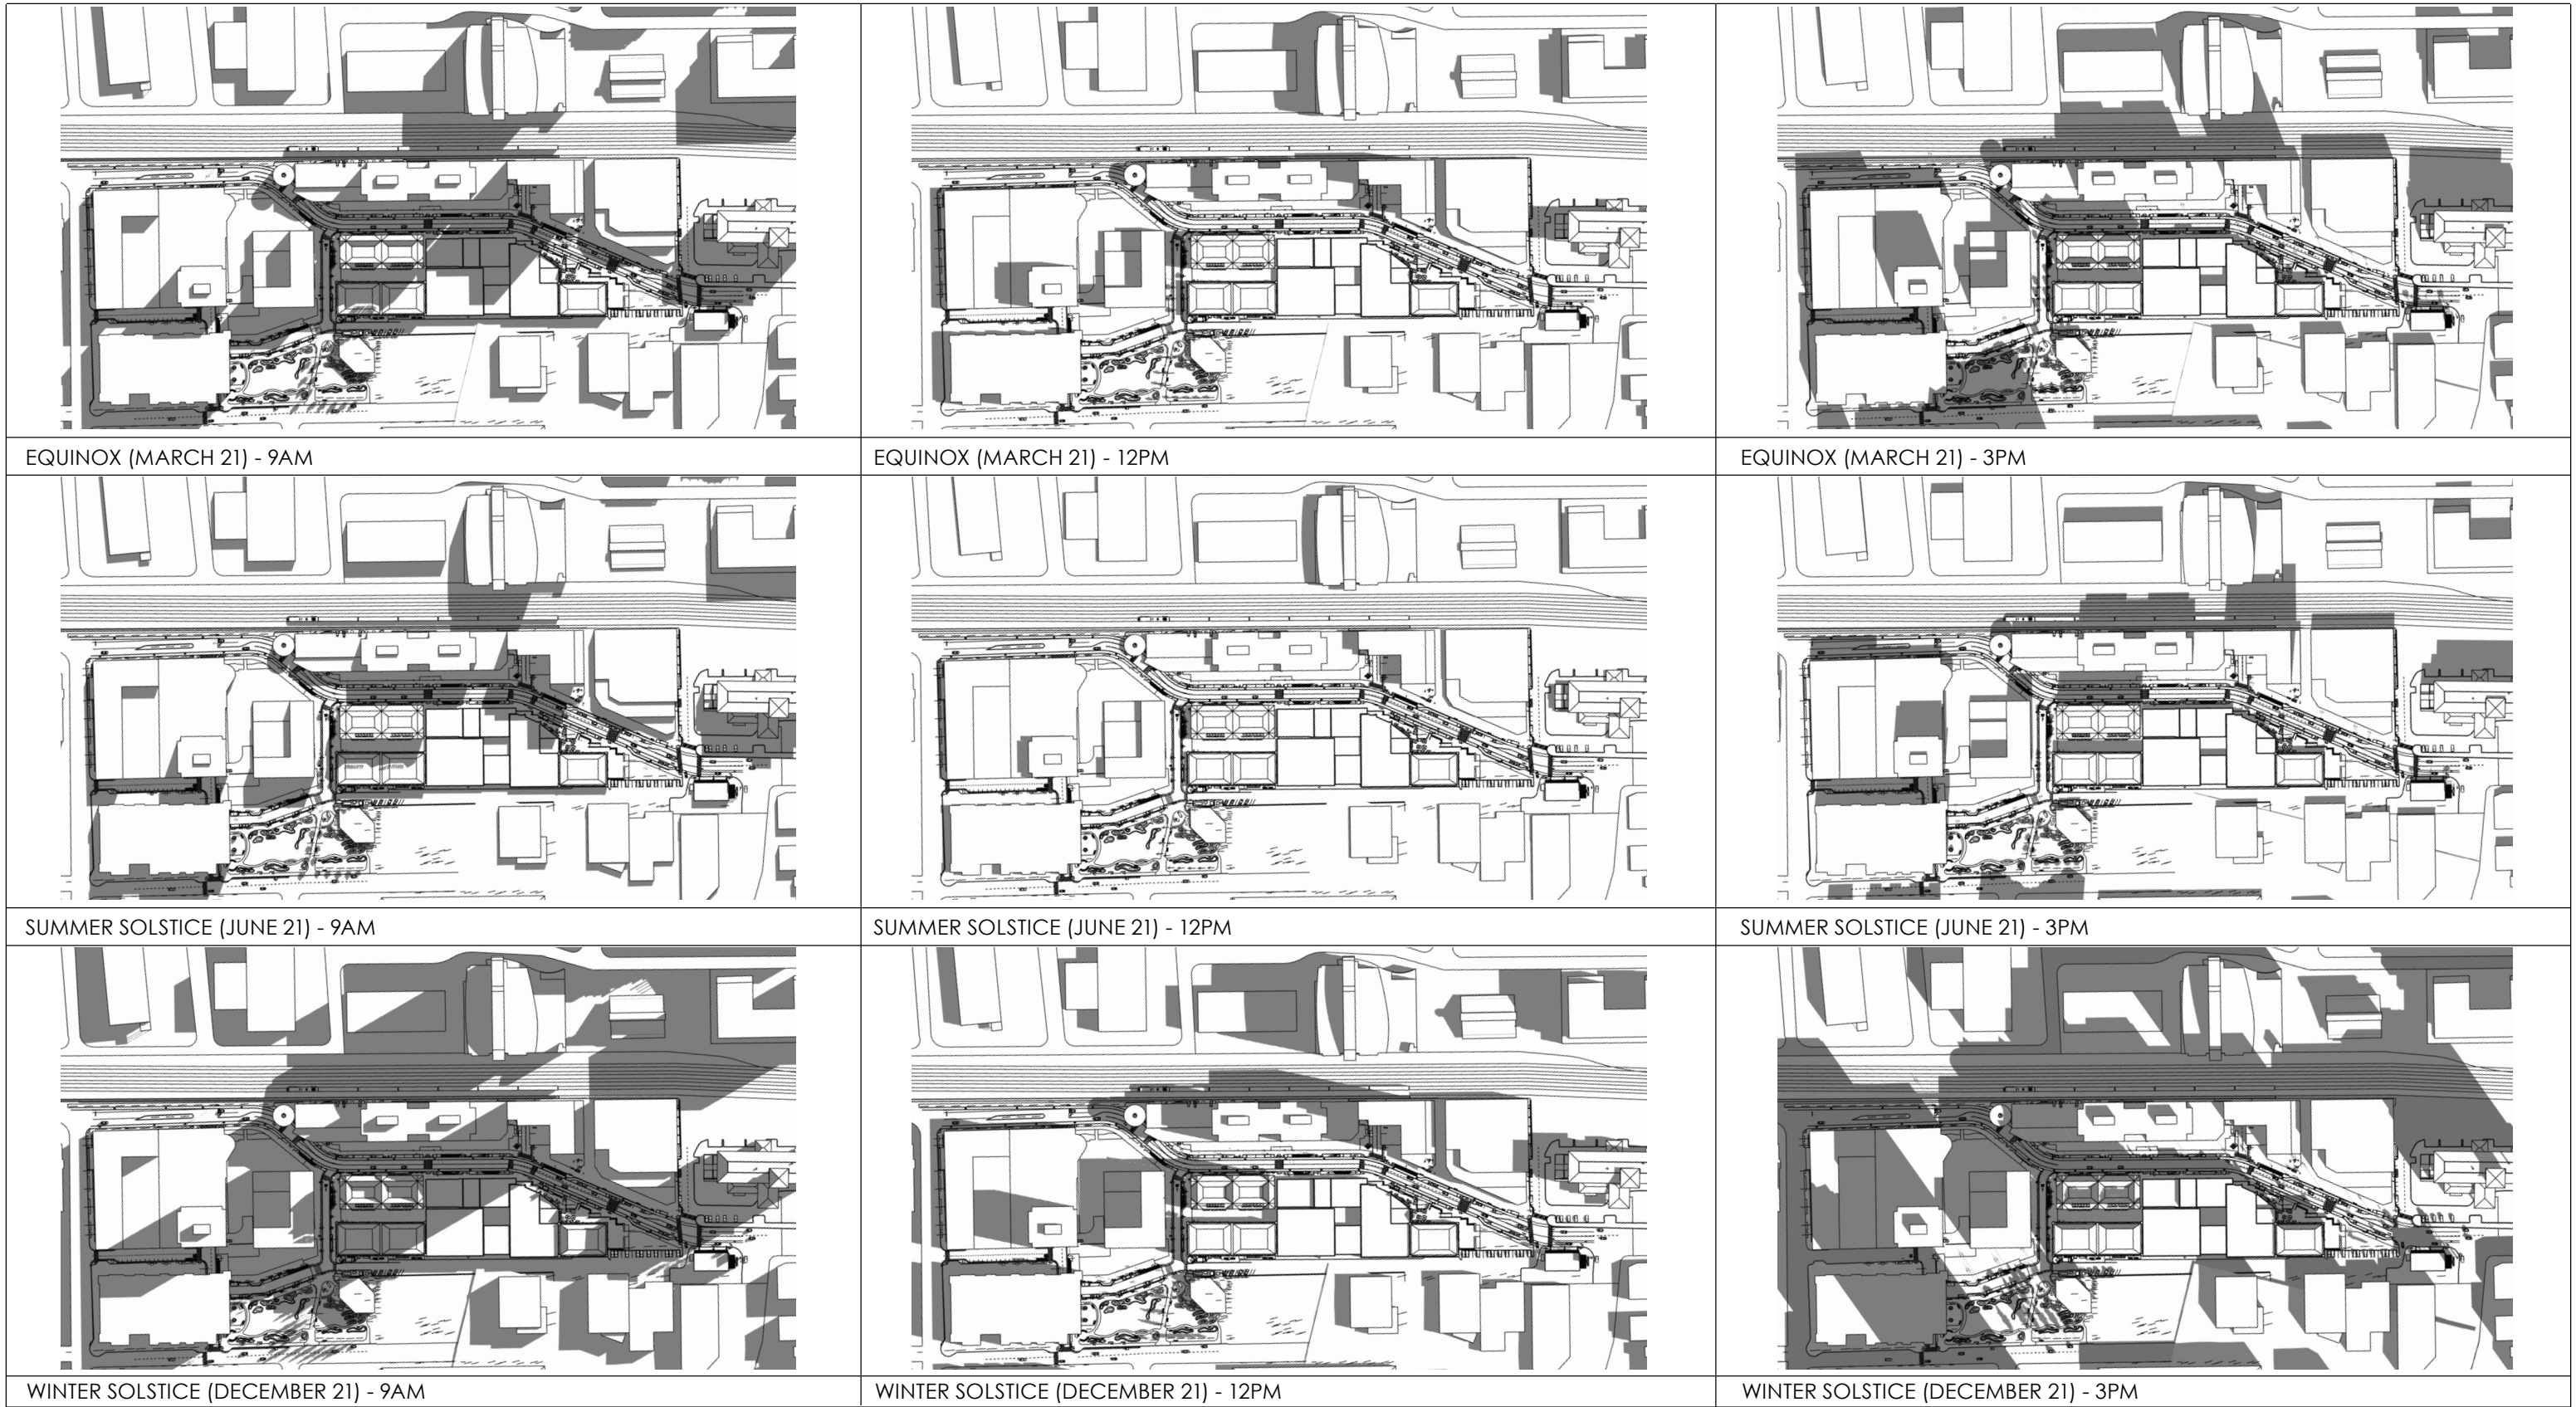 EQUINOX (MARCH 21) - 9AM
EQUINOX (MARCH 21) - 12PM
EQUINOX (MARCH 21) - 3PM
SUMMER SOLSTICE (JUNE 21) - 9AM
SUMMER SOLSTICE (JUNE 21) - 12PM
SUMMER SOLSTICE (JUNE 21) - 3PM
WINTER SOLSTICE (DECEMBER 21) - 9AM
WINTER SOLSTICE (DECEMBER 21) - 12PM
WINTER SOLSTICE (DECEMBER 21) - 3PM